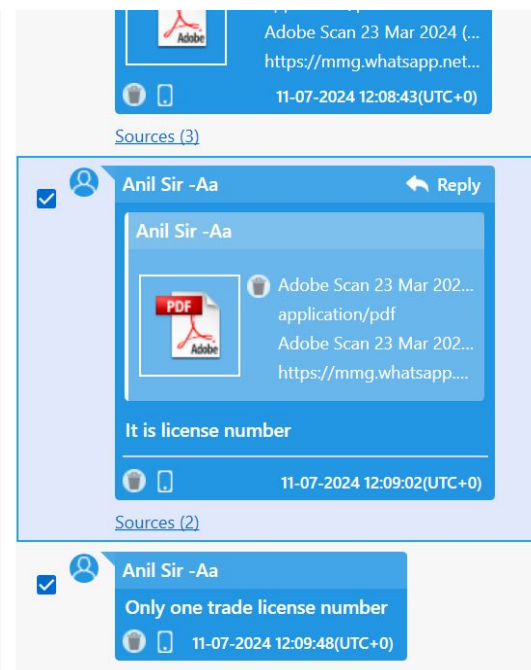 Adobe
Adobe Scan 23 Mar 2024 (...
https://mmg.whatsapp.net...
11-07-2024 12:08:43(UTC+0)
Sources (3)
Anil Sir -Aa
Reply
Anil Sir -Aa
PDF
Adobe
Adobe Scan 23 Mar 202...
application/pdf
Adobe Scan 23 Mar 202...
https://mmg.whatsapp....
It is license number
11-07-2024 12:09:02(UTC+0)
Sources (2)
Anil Sir -Aa
Only one trade license number
11-07-2024 12:09:48(UTC+0)